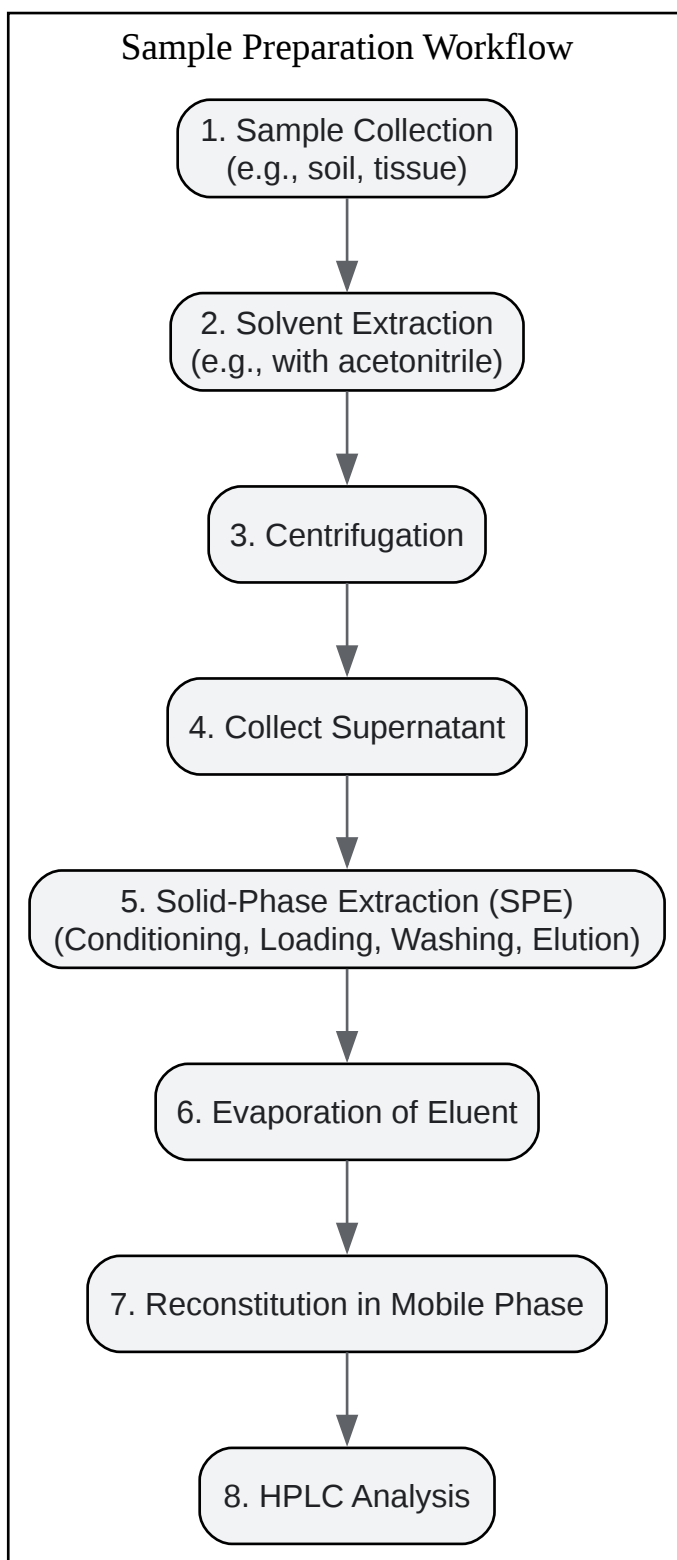 Sample Preparation Workflow
1. Sample Collection
(e.g., soil, tissue)
2. Solvent Extraction
(e.g., with acetonitrile)
3. Centrifugation
4. Collect Supernatant
5. Solid-Phase Extraction (SPE)
(Conditioning, Loading, Washing, Elution)
6. Evaporation of Eluent
7. Reconstitution in Mobile Phase
8. HPLC Analysis